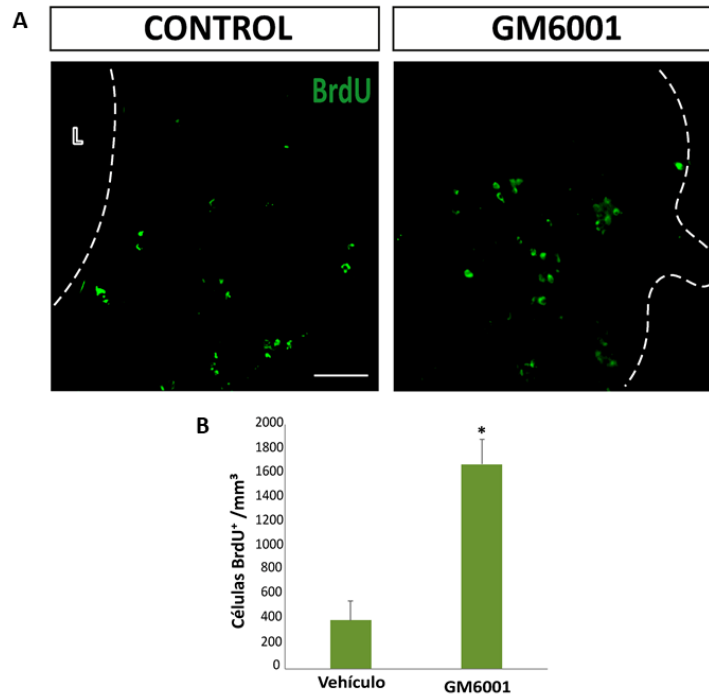 A
CONTROL
GM6001
BrdU
L
B
Células BrdU⁺ /mm³
2000
1800
1600
1400
1200
1000
800
600
400
200
0
*
Vehículo
GM6001